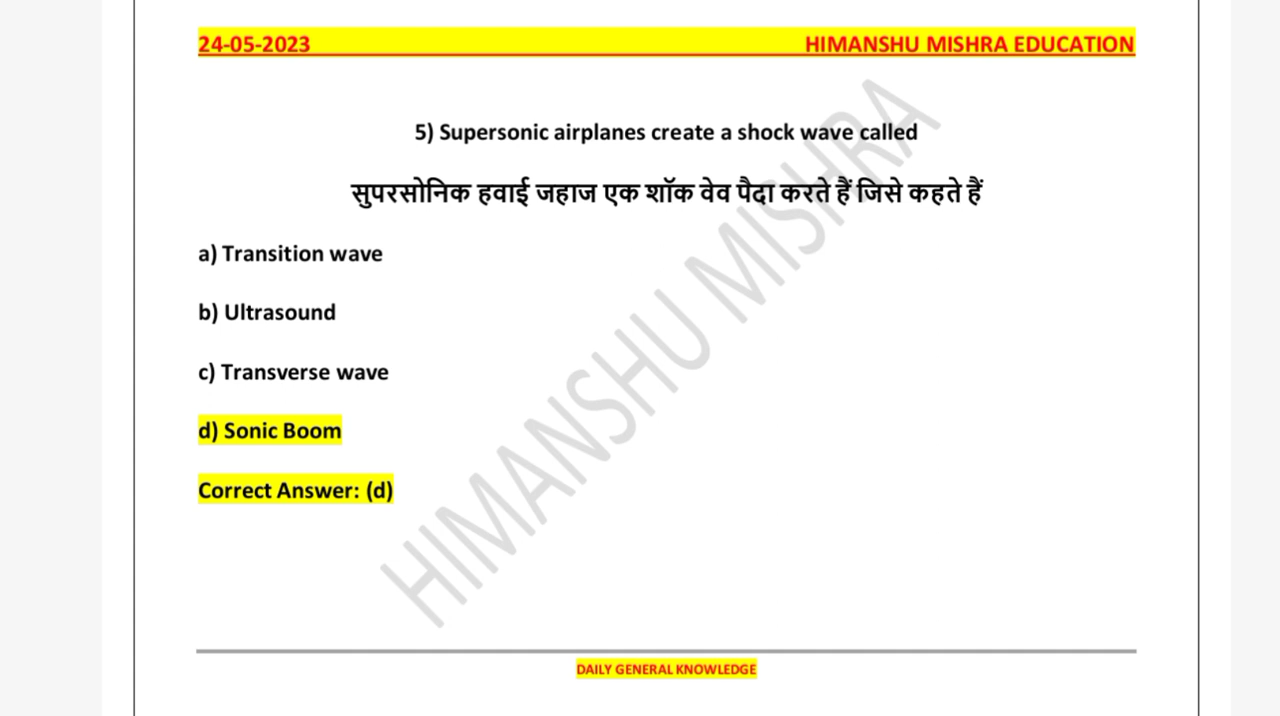 24-05-2023 HIMANSHU MISHRA EDUCATION
5) Supersonic airplanes create a shock wave called
सुपरसोनिक हवाई जहाज एक शॉक वेव पैदा करते हैं जिसे कहते हैं
a) Transition wave
b) Ultrasound
c) Transverse wave
d) Sonic Boom
Correct Answer: (d)
HIMANSHU MISHRA
DAILY GENERAL KNOWLEDGE